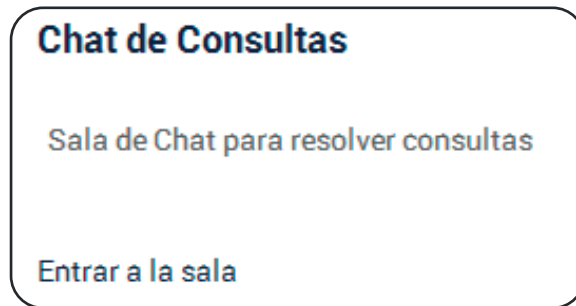 Chat de Consultas
Sala de Chat para resolver consultas
Entrar a la sala